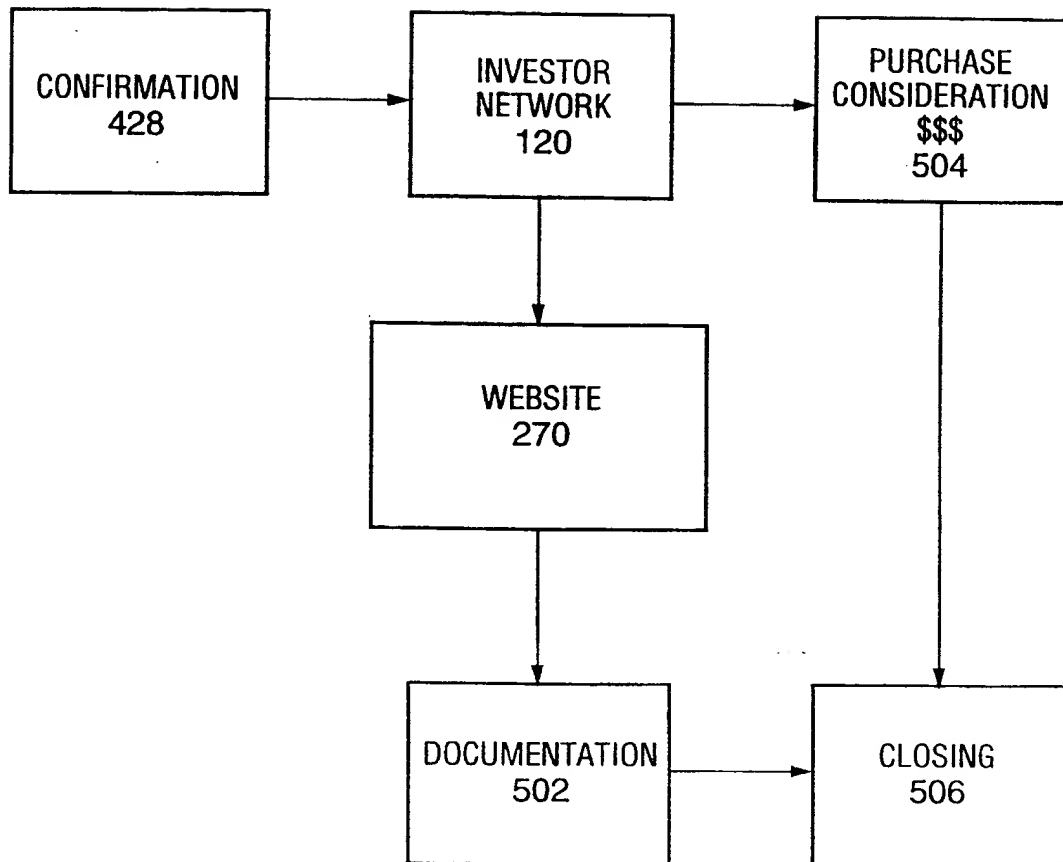 CONFIRMATION
428
INVESTOR
NETWORK
120
PURCHASE
CONSIDERATION
$$$
504
WEBSITE
270
DOCUMENTATION
502
CLOSING
506